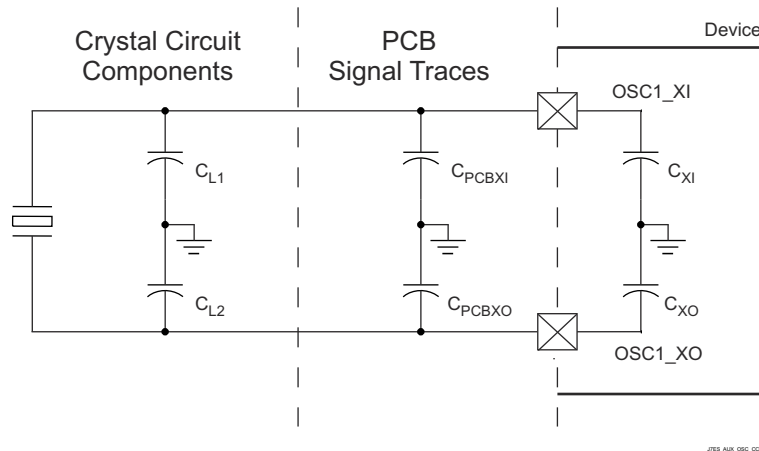 Crystal Circuit
Components
PCB
Signal Traces
Device
OSC1_XI
C_L1
C_PCBXI
C_XI
C_L2
C_PCBXO
C_XO
OSC1_XO